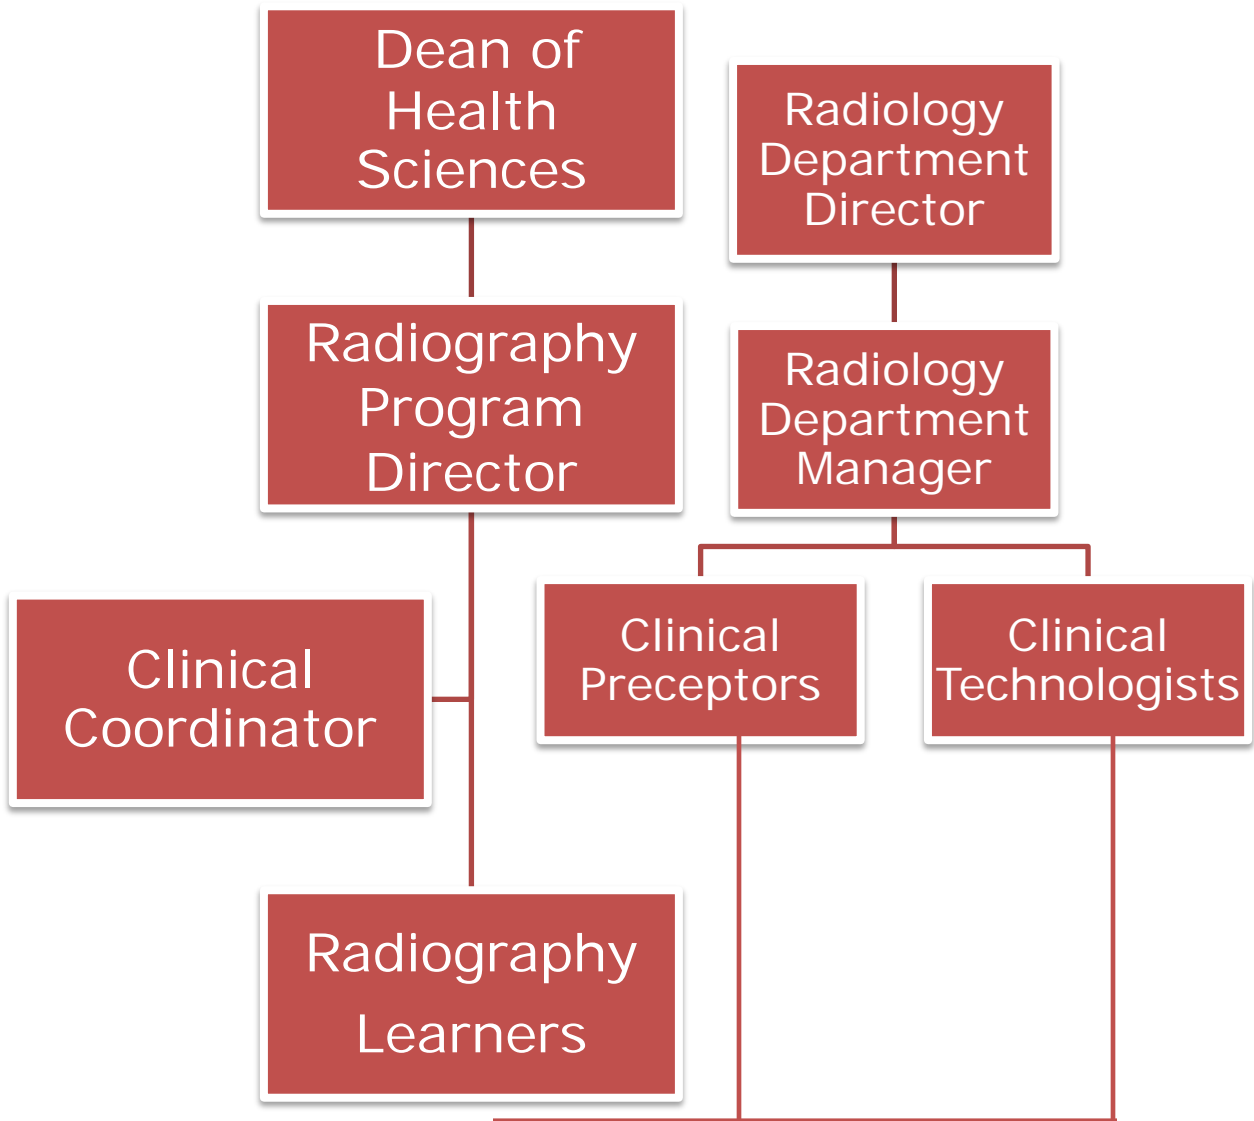 Dean of
Health
Sciences
Radiology
Department
Director
Radiography
Program
Director
Radiology
Department
Manager
Clinical
Coordinator
Clinical
Preceptors
Clinical
Technologists
Radiography
Learners